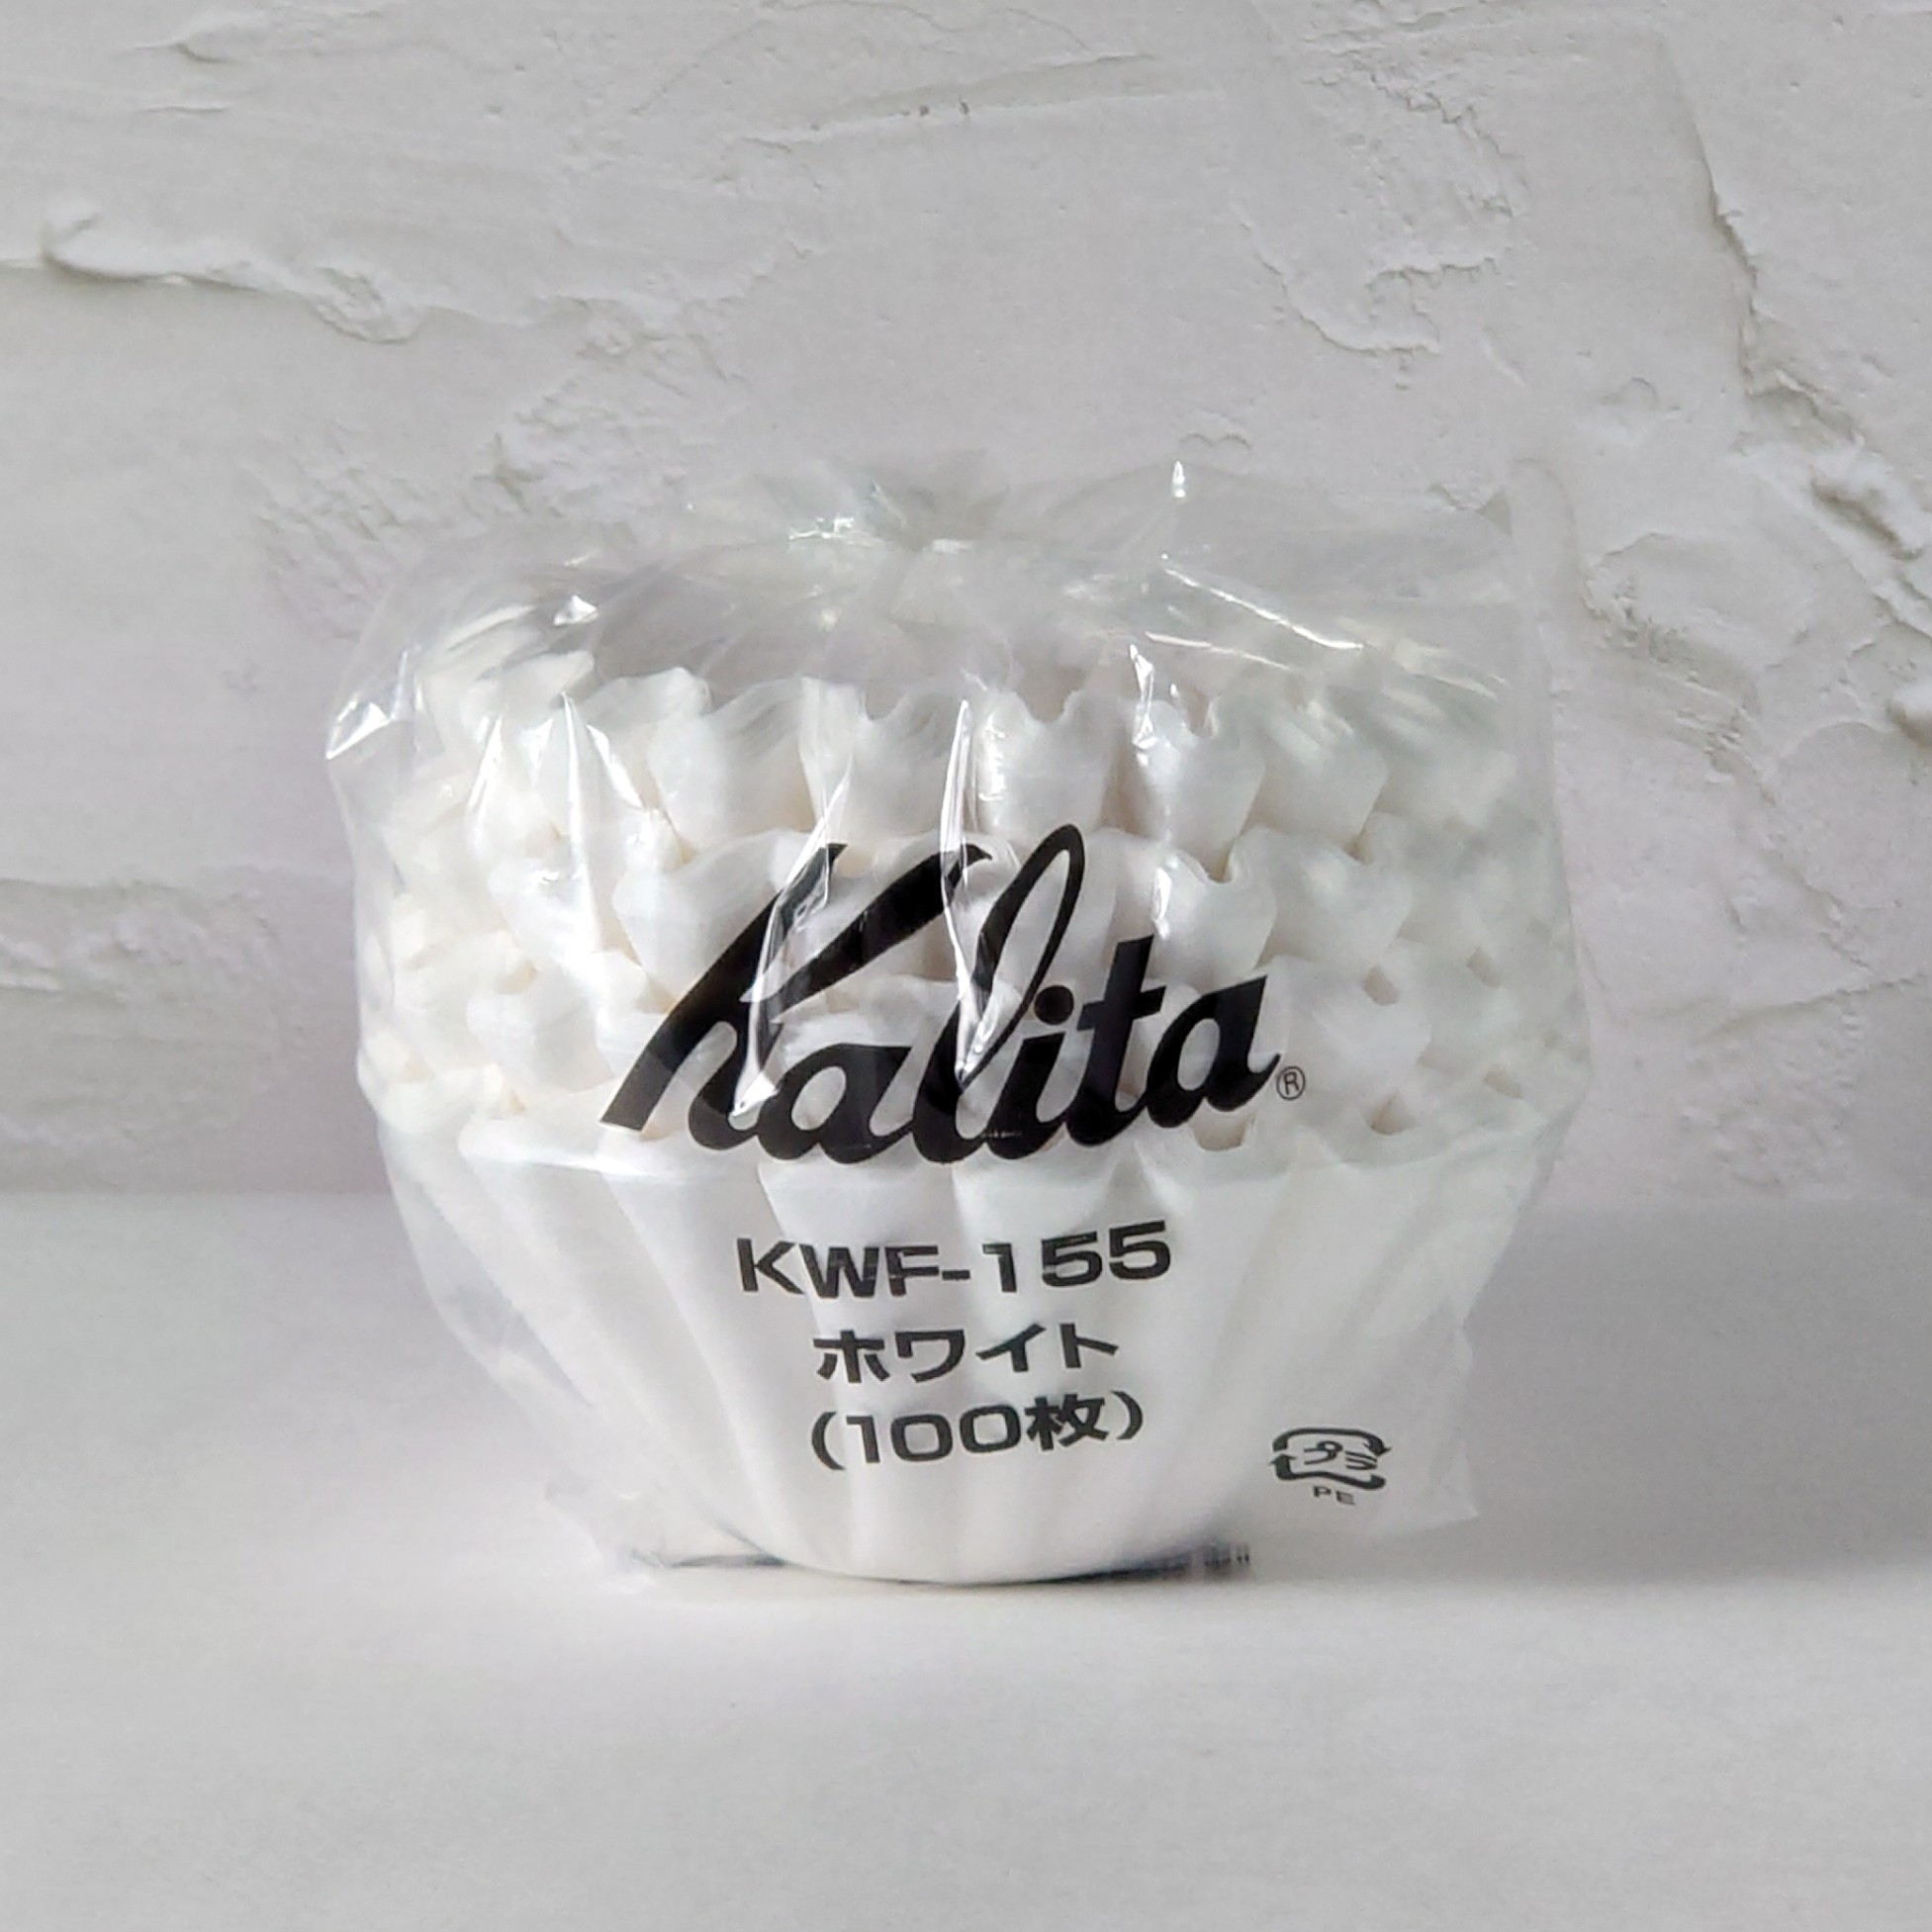 Kalita®
KWF-155
ホワイト
(100枚)
プラ
PE